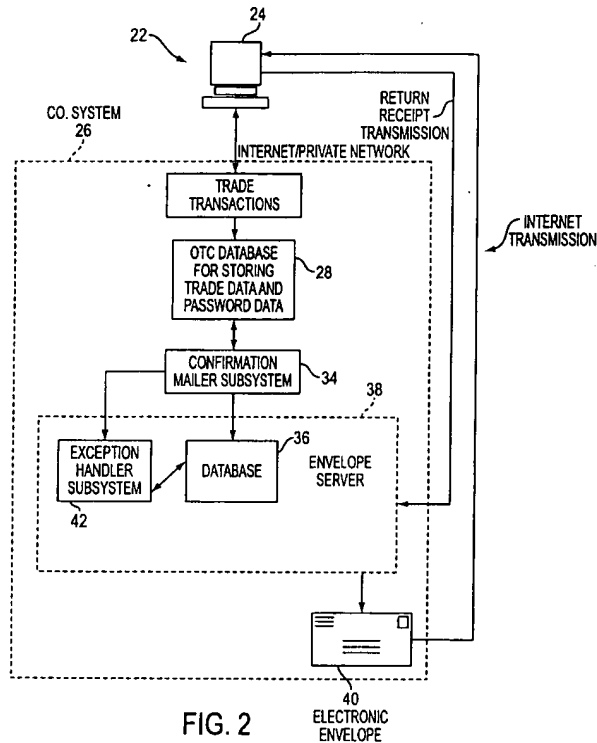 22
24
CO. SYSTEM
26
RETURN
RECEIPT
TRANSMISSION
INTERNET/PRIVATE NETWORK
TRADE
TRANSACTIONS
INTERNET
TRANSMISSION
OTC DATABASE
FOR STORING
TRADE DATA AND
PASSWORD DATA
28
CONFIRMATION
MAILER SUBSYSTEM
34
38
EXCEPTION
HANDLER
SUBSYSTEM
42
DATABASE
36
ENVELOPE
SERVER
40
ELECTRONIC
ENVELOPE
FIG. 2